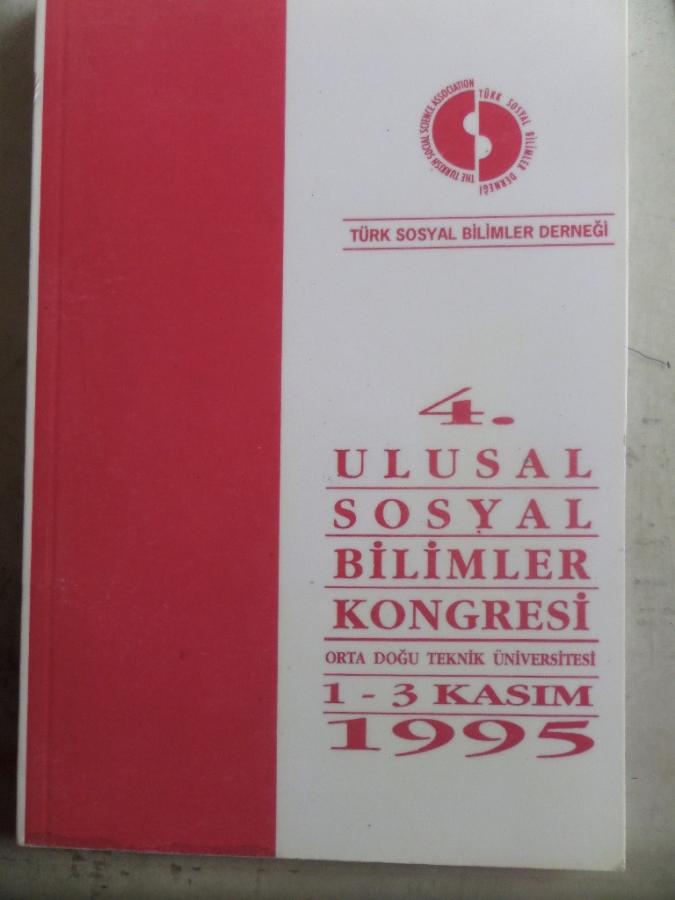 THE TURKISH SOCIAL SCIENCE ASSOCIATION
TÜRK SOSYAL BİLİMLER DERNEĞİ
TÜRK SOSYAL BİLİMLER DERNEĞİ
4.
ULUSAL
SOSYAL
BİLİMLER
KONGRESİ
ORTA DOĞU TEKNİK ÜNİVERSİTESİ
1 - 3 KASIM
1995